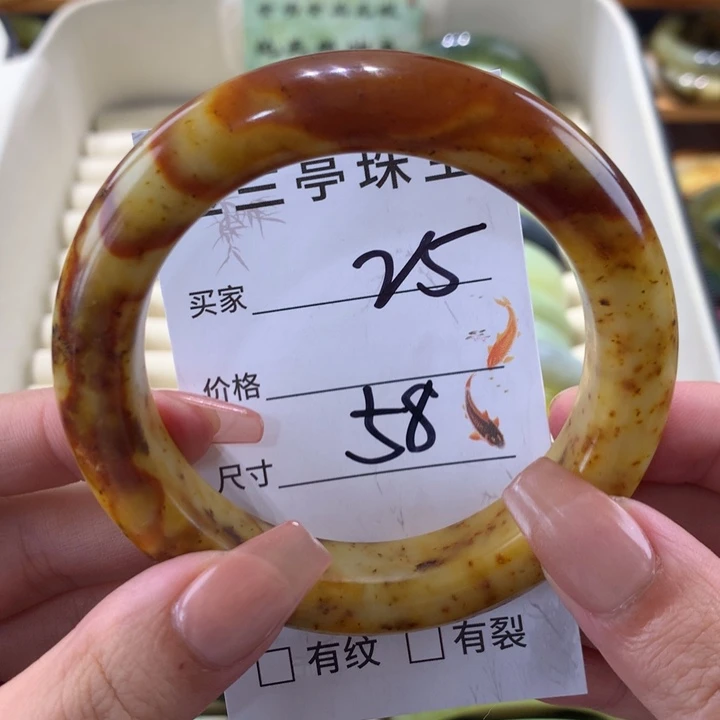 三亭珠
买家 25
价格
尺寸 58
□ 有纹 □ 有裂